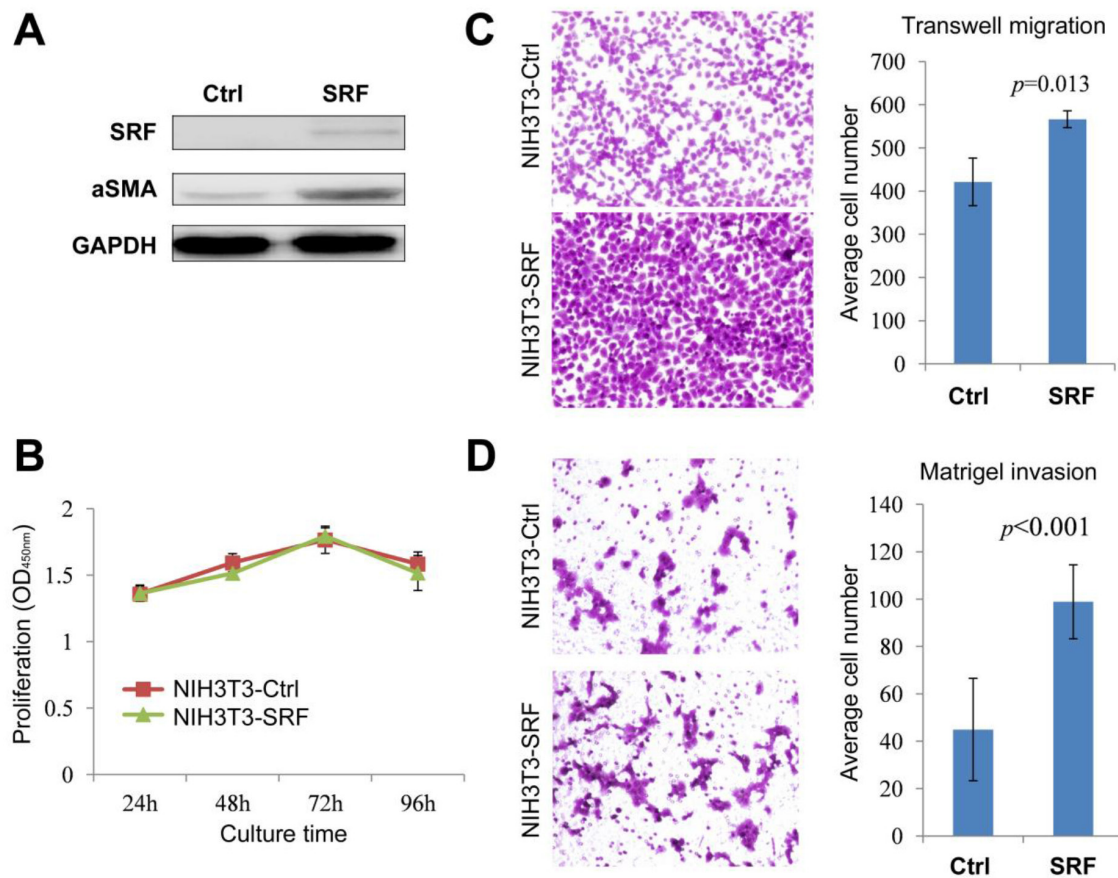 A
Ctrl SRF
SRF
aSMA
GAPDH
B
Proliferation (OD450nm)
2
1.5
1
0.5
0
NIH3T3-Ctrl
NIH3T3-SRF
24h 48h 72h 96h
Culture time
C
NIH3T3-Ctrl
NIH3T3-SRF
Transwell migration
p=0.013
Average cell number
700
600
500
400
300
200
100
0
Ctrl SRF
D
NIH3T3-Ctrl
NIH3T3-SRF
Matrigel invasion
p<0.001
Average cell number
140
120
100
80
60
40
20
0
Ctrl SRF